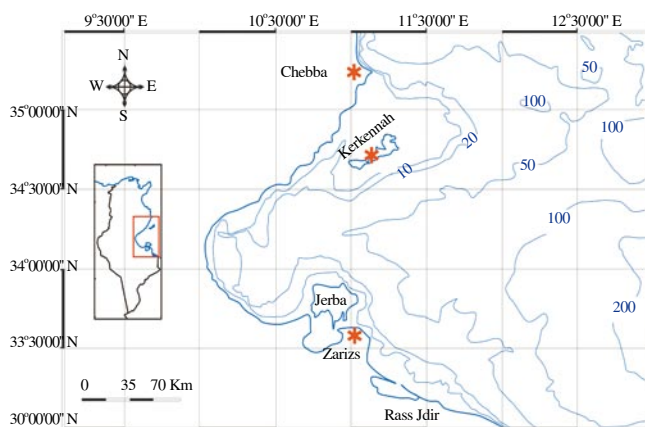 9°30'00'' E 10°30'00'' E 11°30'00'' E 12°30'00'' E
N
W E
S
Chebba
50
100
35°00'00'' N
100
Kerkennah
20
10
50
34°50'00'' N
100
34°00'00'' N
200
Jerba
33°50'00'' N
Zarizs
0 35 70 Km
Rass Jdir
30°00'00'' N